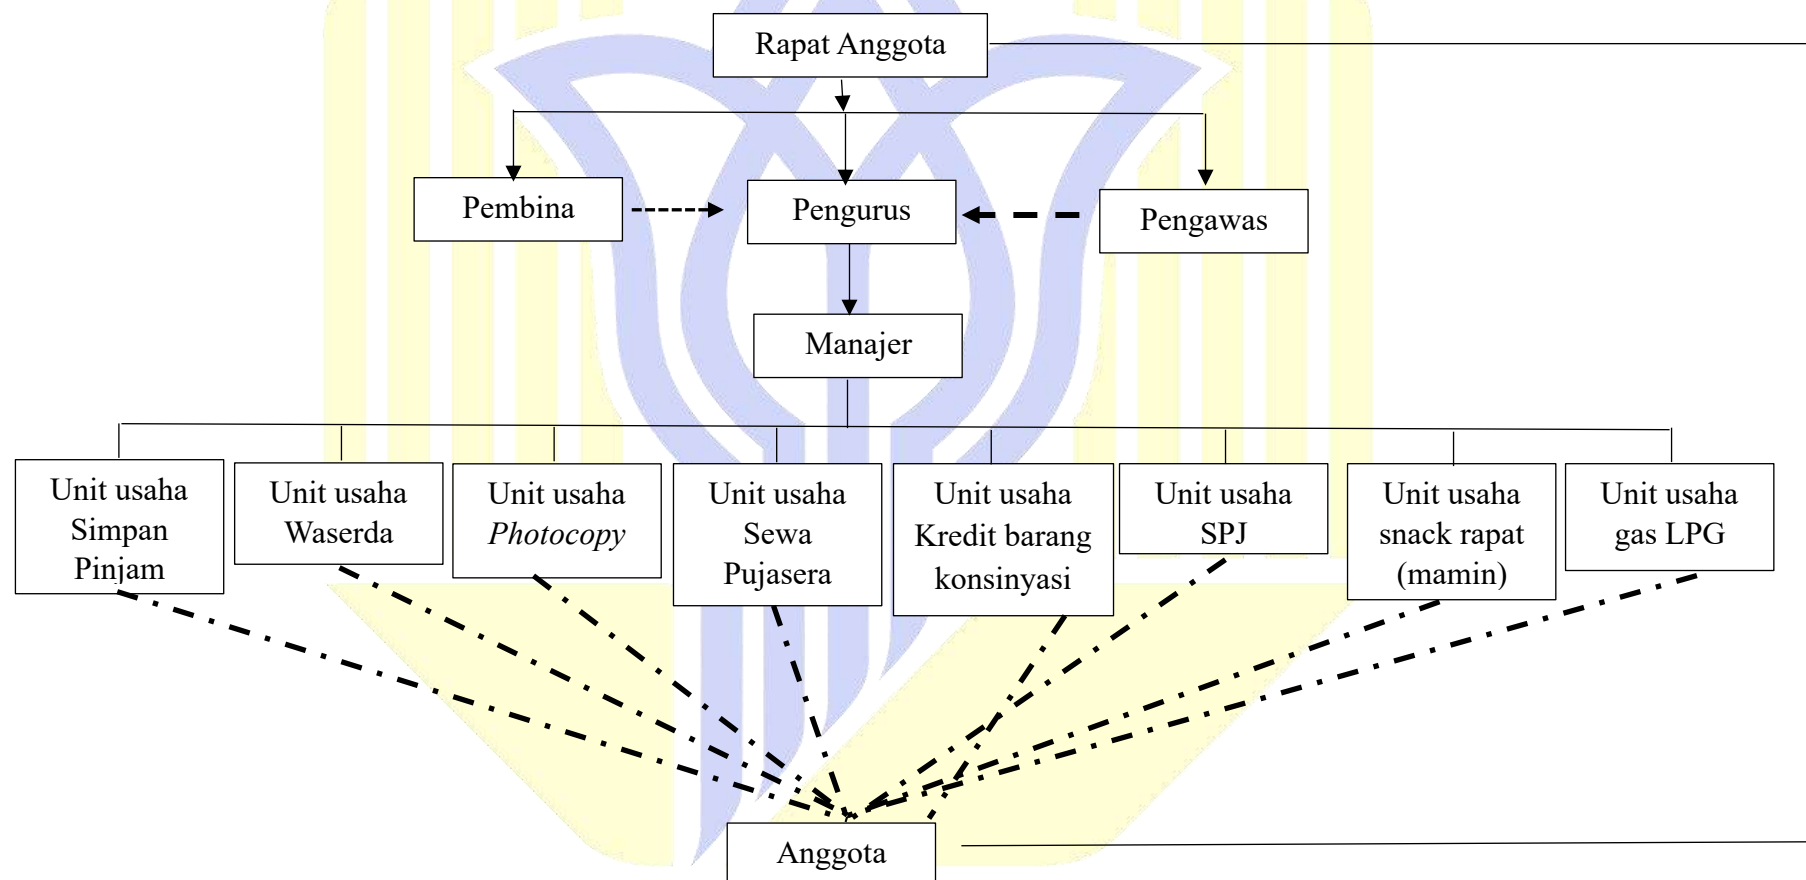 Rapat Anggota
Pembina
Pengurus
Pengawas
Manajer
Unit usaha
Simpan
Pinjam
Unit usaha
Waserda
Unit usaha
Photocopy
Unit usaha
Sewa
Pujasera
Unit usaha
Kredit barang
konsinyasi
Unit usaha
SPJ
Unit usaha
snack rapat
(mamin)
Unit usaha
gas LPG
Anggota